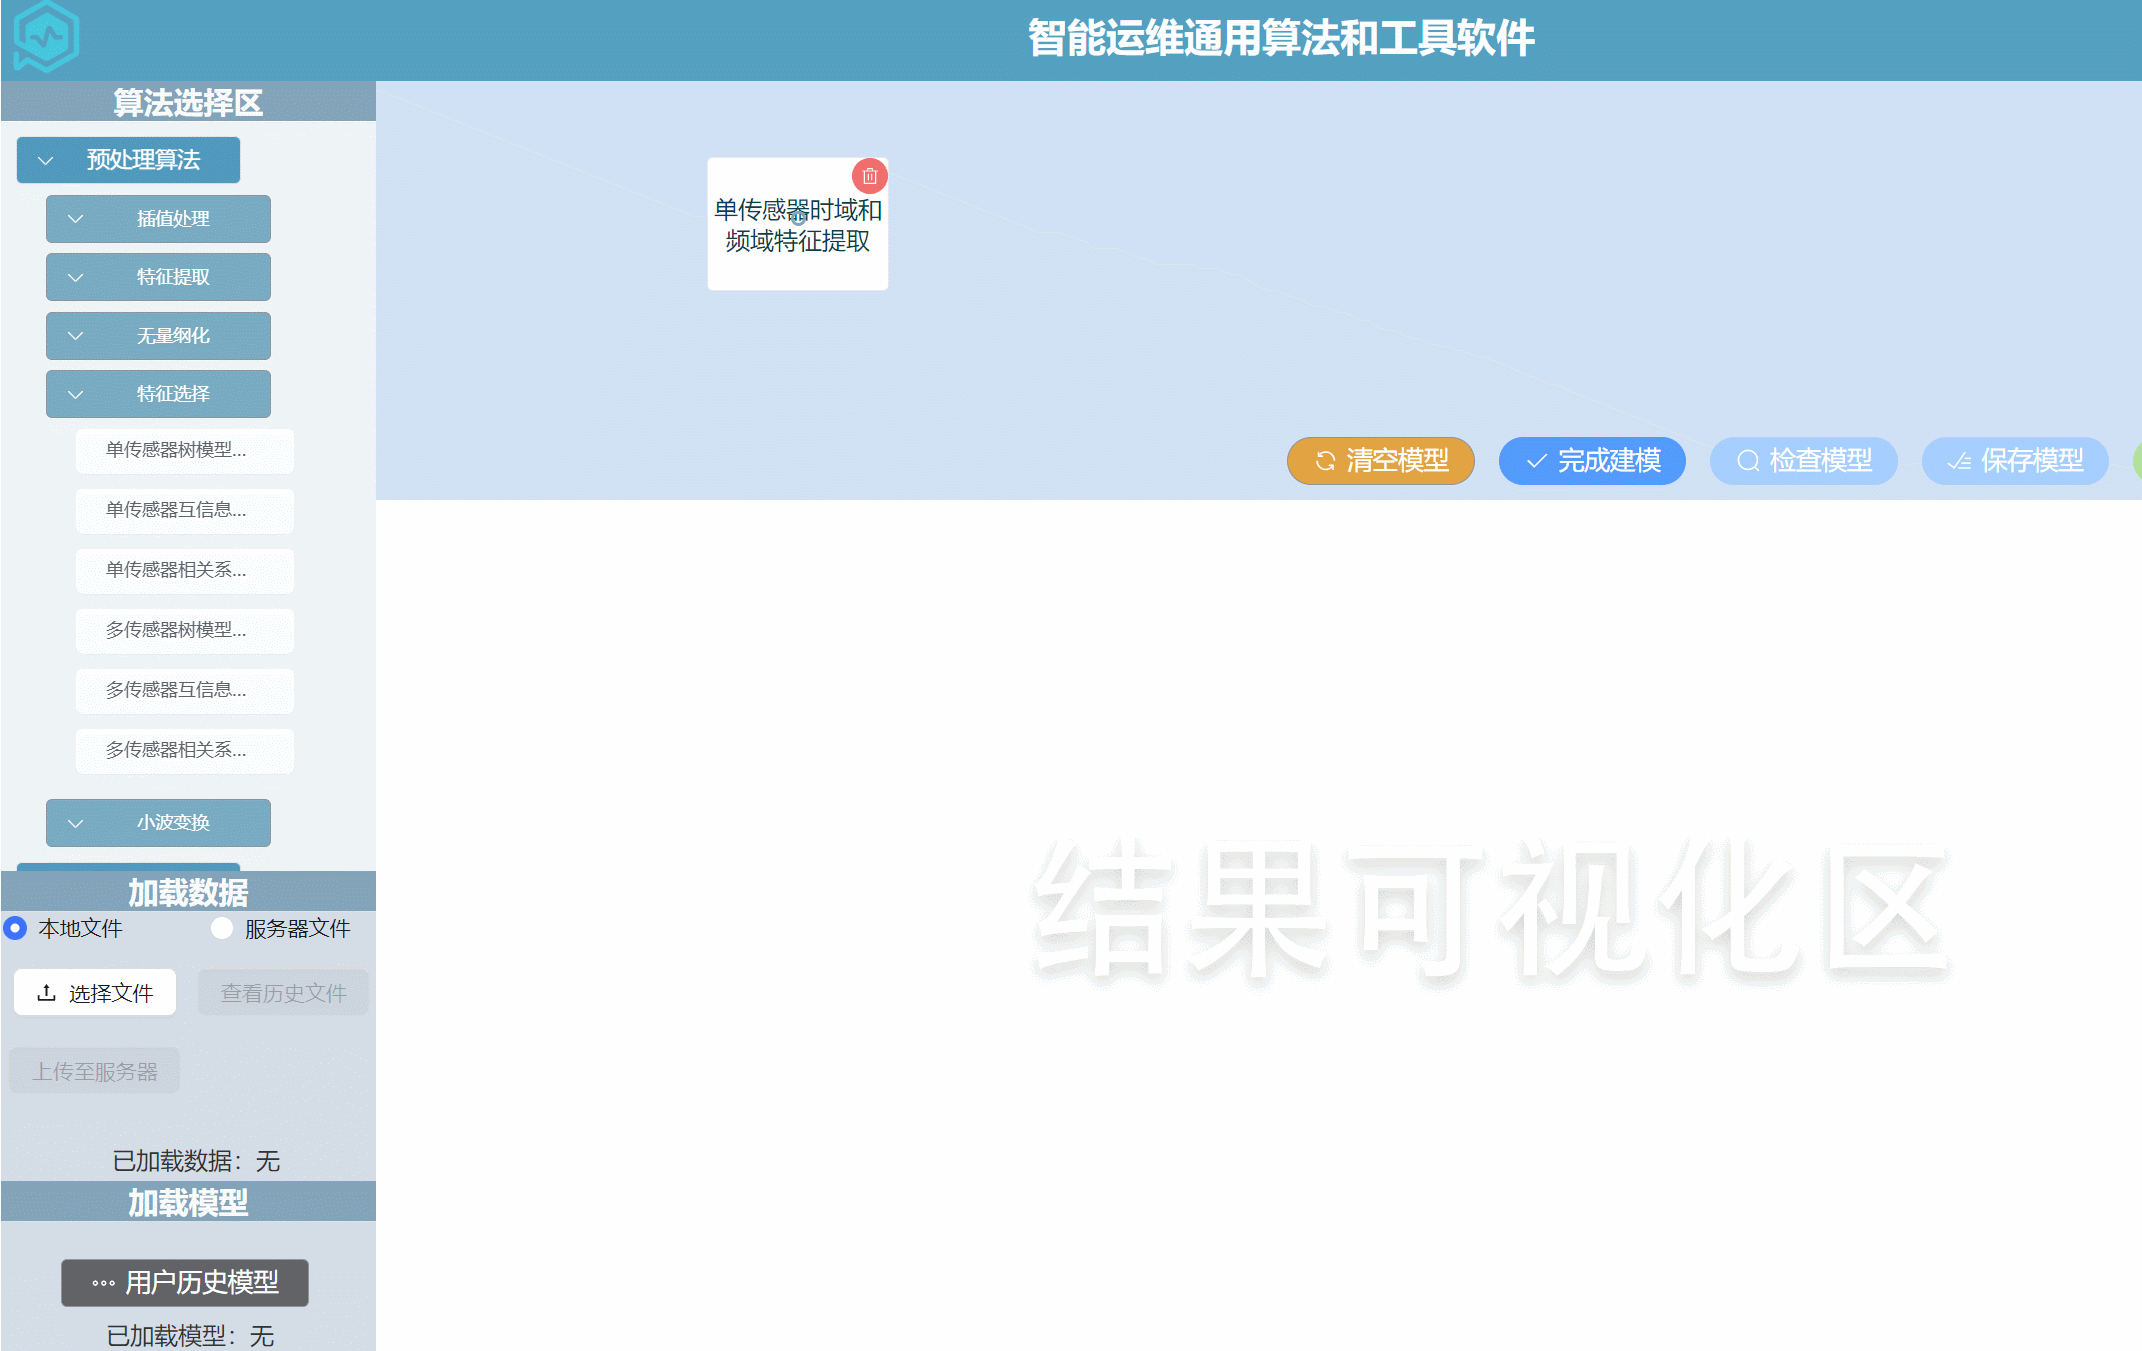 智能运维通用算法和工具软件
算法选择区
预处理算法
插值处理
特征提取
无量纲化
特征选择
单传感器树模型...
单传感器互信息...
单传感器相关系...
多传感器树模型...
多传感器互信息...
多传感器相关系...
小波变换
单传感器时域和
频域特征提取
清空模型
完成建模
检查模型
保存模型
结果可视化区
加载数据
本地文件
服务器文件
选择文件
查看历史文件
上传至服务器
已加载数据：无
加载模型
用户历史模型
已加载模型：无